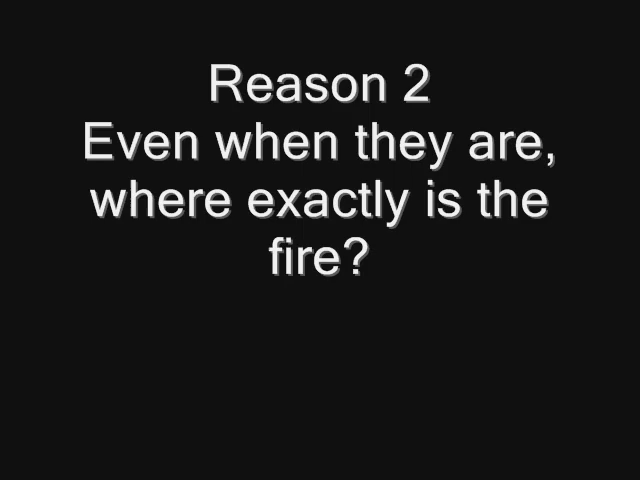 Reason 2
Even when they are,
where exactly is the
fire?